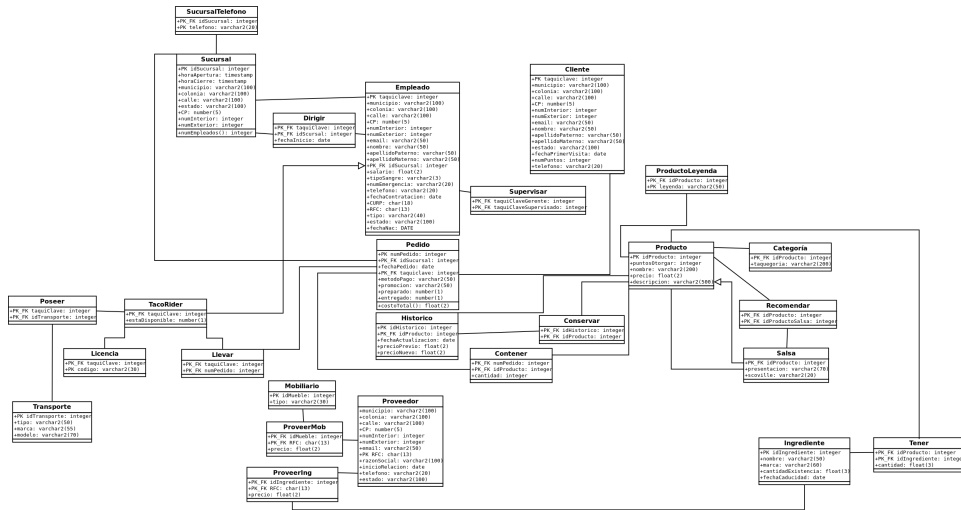 SucursalTelefono
+PK_FK idSucursal: integer
+PK telefono: varchar2(20)
Sucursal
+PK idSucursal: integer
+horaApertura: timestamp
+horaCierre: timestamp
+municipio: varchar2(100)
+colonia: varchar2(100)
+calle: varchar2(100)
+estado: varchar2(100)
+CP: number(5)
+numInterior: integer
+numExterior: integer
+numEmpleados(): integer
Dirigir
+PK_FK taquiClave: integer
+PK_FK idScursal: integer
+fechaInicio: date
Empleado
+PK taquiclave: integer
+municipio: varchar2(100)
+colonia: varchar2(100)
+calle: varchar2(100)
+CP: number(5)
+numInterior: integer
+numExterior: integer
+email: varchar2(50)
+nombre: varchar2(50)
+apellidoPaterno: varchar(50)
+apellidoMaterno: varchar2(50)
+PK_FK idSucursal: integer
+salario: float(2)
+tipoSangre: varchar2(3)
+numEmergencia: varchar2(20)
+telefono: varchar2(20)
+fechaContratacion: date
+CURP: char(18)
+RFC: char(13)
+tipo: varchar2(40)
+estado: varchar2(100)
+fechaNac: DATE
Cliente
+PK taquiclave: integer
+municipio: varchar2(100)
+colonia: varchar2(100)
+calle: varchar2(100)
+CP: number(5)
+numInterior: integer
+numExterior: integer
+email: varchar2(50)
+nombre: varchar2(50)
+apellidoPaterno: varchar2(50)
+apellidoMaterno: varchar2(50)
+estado: varchar2(100)
+fechaPrimerVisita: date
+numPuntos: integer
+telefono: varchar2(20)
Supervisar
+PK_FK taquiClaveGerente: integer
+PK_FK taquiClaveSupervisado: integer
ProductoLeyenda
+PK_FK idProducto: integer
+PK leyenda: varchar2(50)
Pedido
+PK numPedido: integer
+PK_FK idSucursal: integer
+fechaPedido: date
+PK_FK taquiclave: integer
+metodoPago: varchar2(50)
+promocion: varchar2(50)
+preparado: number(1)
+entregado: number(1)
+costoTotal(): float(2)
Producto
+PK idProducto: integer
+puntosOtorgar: integer
+nombre: varchar2(200)
+precio: float(2)
+descripcion: varchar2(500)
Categoría
+PK_FK idProducto: integer
+taquegoria: varchar2(200)
Recomendar
+PK_FK idProducto: integer
+PK_FK idProductoSalsa: integer
Salsa
+PK_FK idProducto: integer
+presentacion: varchar2(70)
+scoville: varchar2(20)
Poseer
+PK_FK taquiClave: integer
+PK_FK idTransporte: integer
TacoRider
+PK_FK taquiClave: integer
+estaDisponible: number(1)
Historico
+PK idHistorico: integer
+PK_FK idProducto: integer
+fechaActualizacion: date
+precioPrevio: float(2)
+precioNuevo: float(2)
Conservar
+PK_FK idHistorico: integer
+PK_FK idProducto: integer
Licencia
+PK_FK taquiClave: integer
+PK codigo: varchar2(30)
Llevar
+PK_FK taquiClave: integer
+PK_FK numPedido: integer
Contener
+PK_FK numPedido: integer
+PK_FK idProducto: integer
+cantidad: integer
Transporte
+PK idTransporte: integer
+tipo: varchar2(50)
+marca: varchar2(55)
+modelo: varchar2(70)
Mobiliario
+PK idMueble: integer
+tipo: varchar2(30)
ProveerMob
+PK_FK idMueble: integer
+PK_FK RFC: char(13)
+precio: float(2)
Proveedor
+municipio: varchar2(100)
+colonia: varchar2(100)
+calle: varchar2(100)
+CP: number(5)
+numInterior: integer
+numExterior: integer
+email: varchar2(50)
+PK RFC: char(13)
+razonSocial: varchar2(100)
+inicioRelacion: date
+telefono: varchar2(20)
+estado: varchar2(100)
ProveerIng
+PK_FK idIngrediente: integer
+PK_FK RFC: char(13)
+precio: float(2)
Ingrediente
+PK idIngrediente: integer
+nombre: varchar2(50)
+marca: varchar2(60)
+cantidadExistencia: float(3)
+fechaCaducidad: date
Tener
+PK_FK idProducto: integer
+PK_FK idIngrediente: integer
+cantidad: float(3)